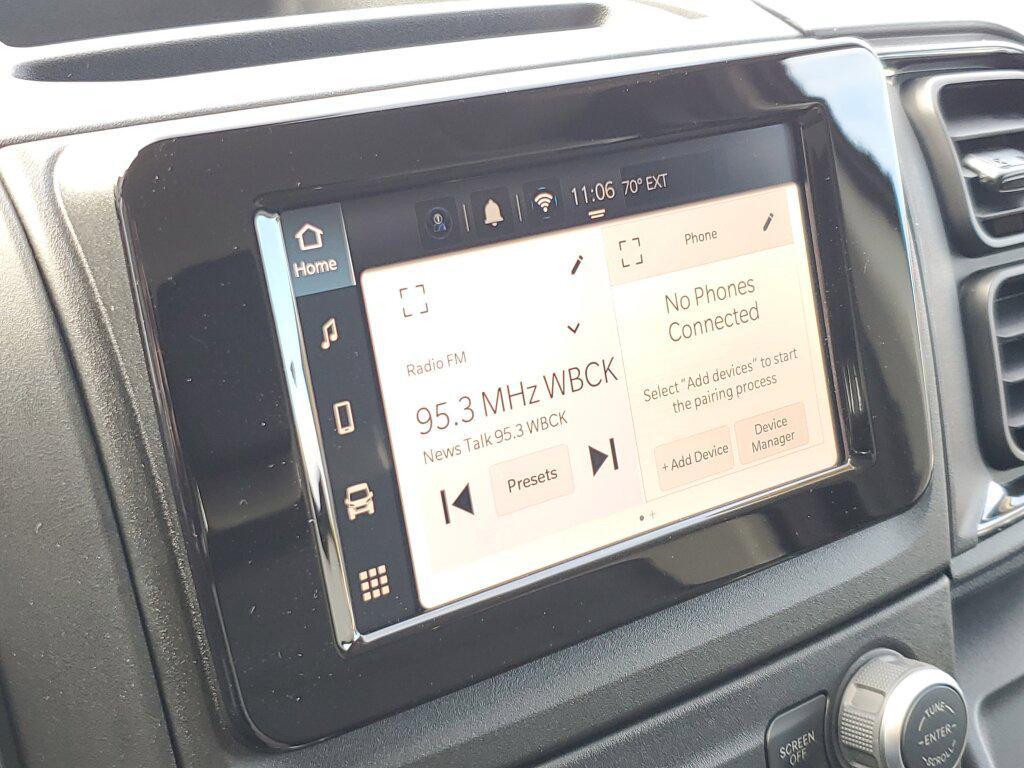 11:06 70° EXT
Home
Radio FM
95.3 MHz WBCK
News Talk 95.3 WBCK
Presets
Phone
No Phones
Connected
Select "Add devices" to start
the pairing process
+ Add Device
Device
Manager
SCREEN
OFF
TUNE
ENTER
SCROLL